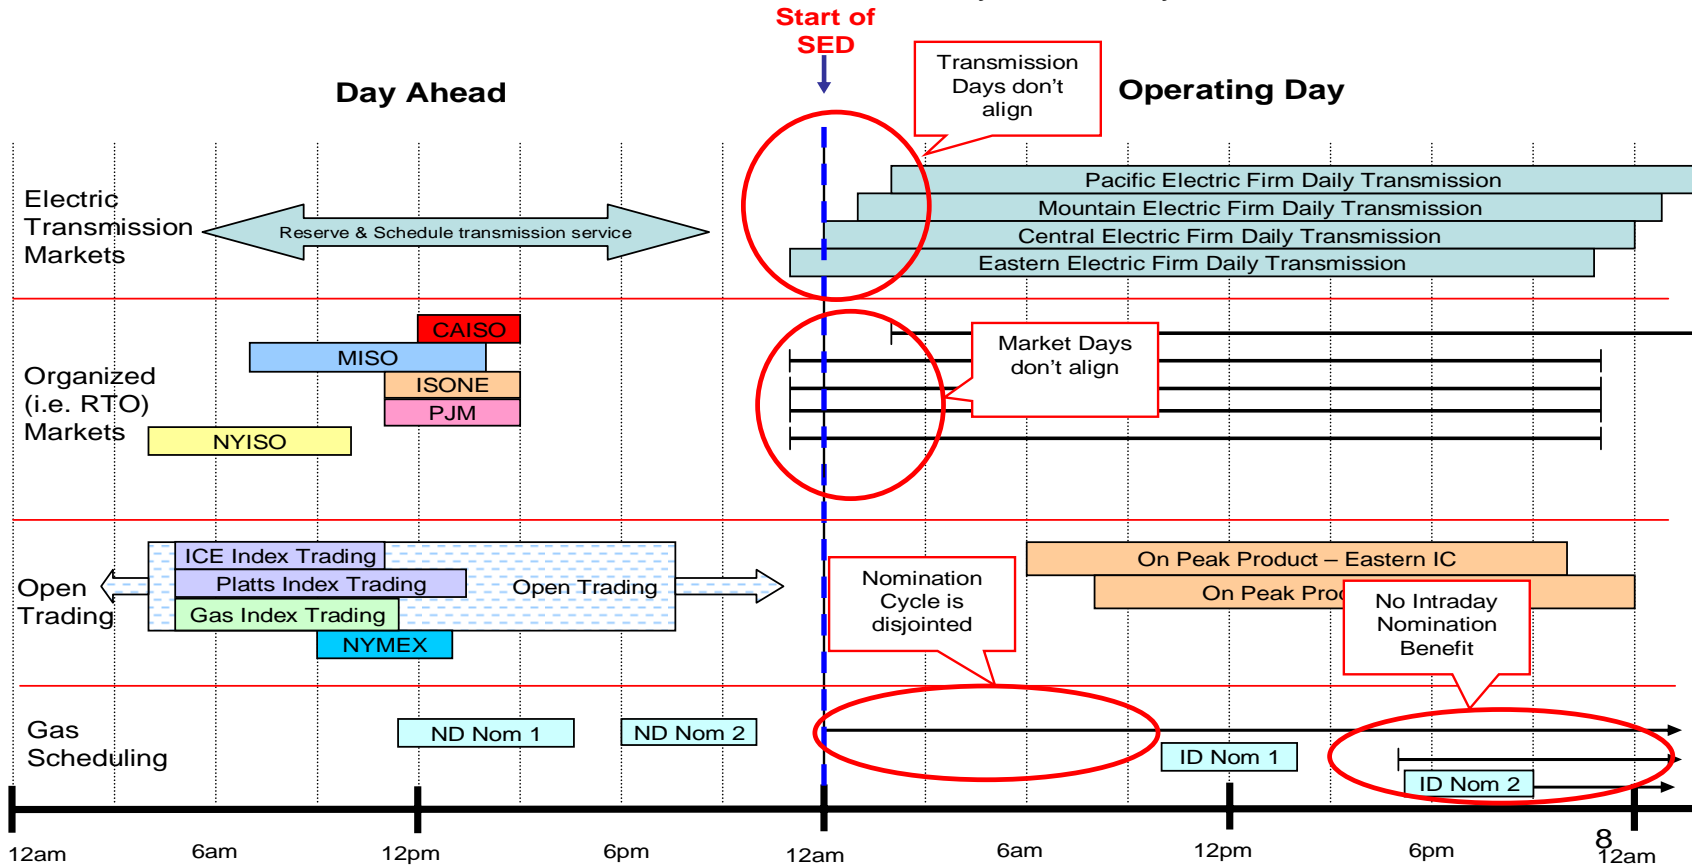 Start of
SED
Transmission
Days don't
align
Day Ahead
Operating Day
Electric
Transmission
Markets
Reserve & Schedule transmission service
Pacific Electric Firm Daily Transmission
Mountain Electric Firm Daily Transmission
Central Electric Firm Daily Transmission
Eastern Electric Firm Daily Transmission
Organized
(i.e. RTO)
Markets
CAISO
MISO
ISONE
PJM
NYISO
Market Days
don't align
Open
Trading
ICE Index Trading
Platts Index Trading
Gas Index Trading
NYMEX
Open Trading
Nomination
Cycle is
disjointed
On Peak Product – Eastern IC
On Peak
No Intraday
Nomination
Benefit
Gas
Scheduling
ND Nom 1
ND Nom 2
ID Nom 1
ID Nom 2
12am
6am
12pm
6pm
12am
6am
12pm
6pm
12am
8